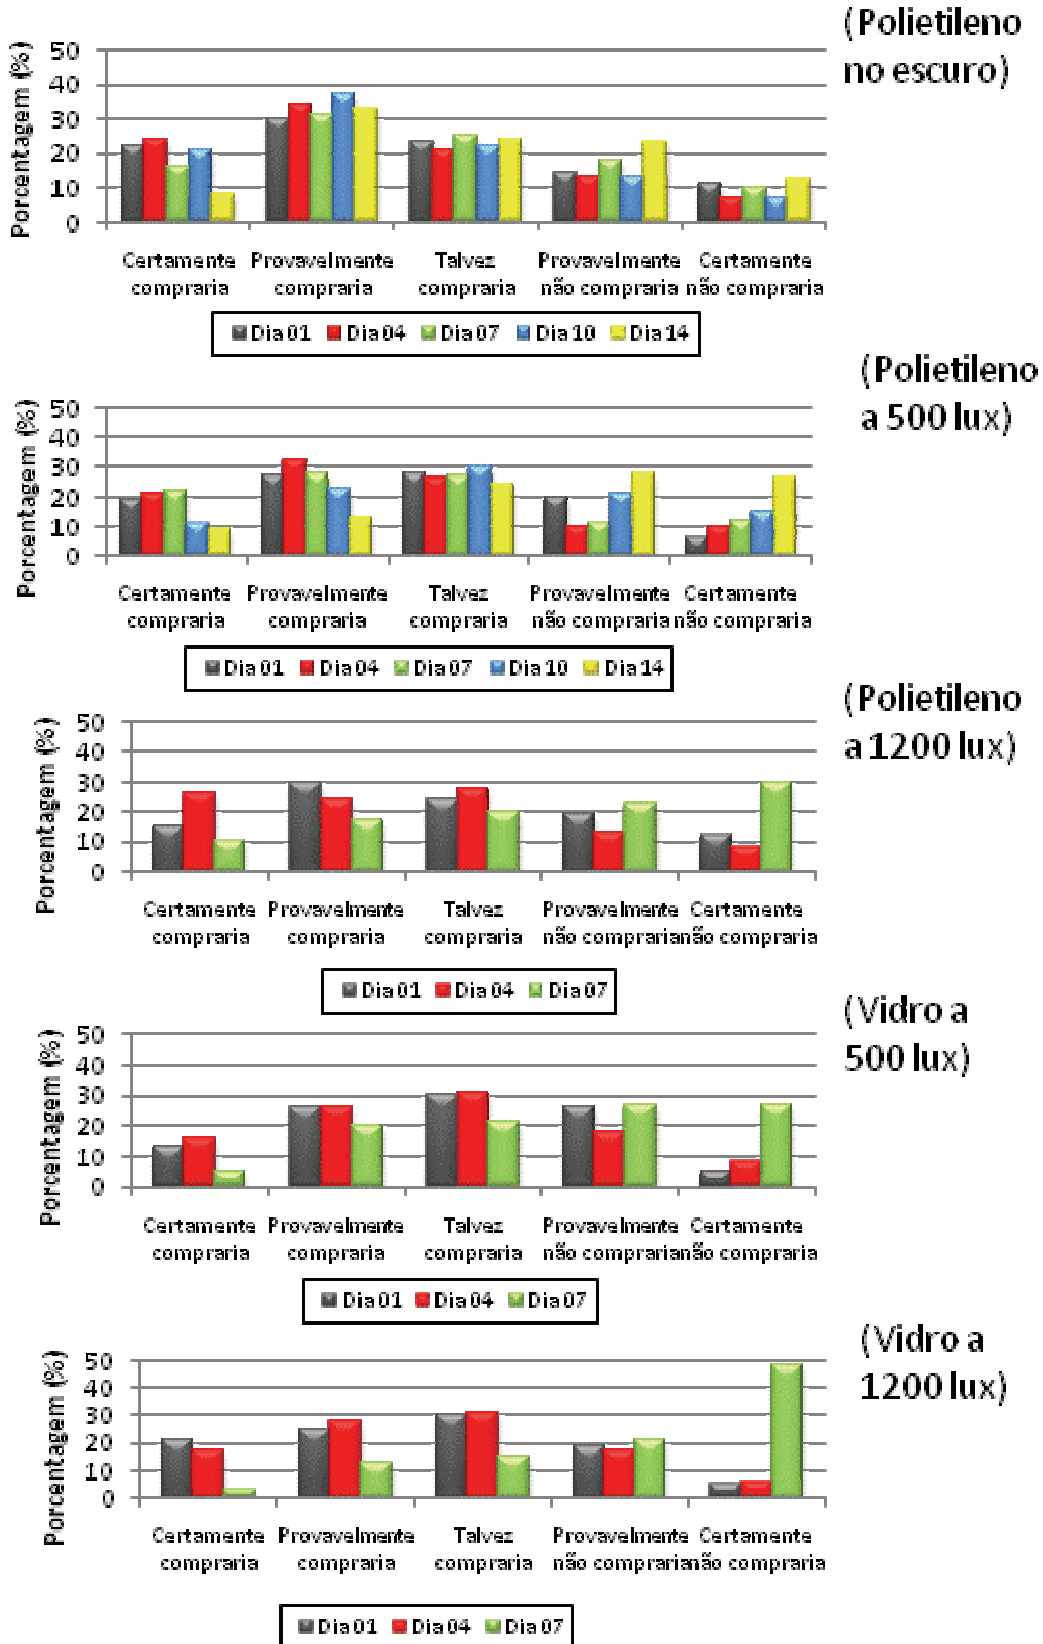 (Polietileno
no escuro)
Porcentagem (%)
50
40
30
20
10
0
Certamente compraria
Provavelmente compraria
Talvez compraria
Provavelmente não compraria
Certamente não compraria
Dia 01 Dia 04 Dia 07 Dia 10 Dia 14
(Polietileno
a 500 lux)
Porcentagem (%)
50
40
30
20
10
0
Certamente compraria
Provavelmente compraria
Talvez compraria
Provavelmente não compraria
Certamente não compraria
Dia 01 Dia 04 Dia 07 Dia 10 Dia 14
(Polietileno
a 1200 lux)
Porcentagem (%)
50
40
30
20
10
0
Certamente compraria
Provavelmente compraria
Talvez compraria
Provavelmente não compraria
Certamente não compraria
Dia 01 Dia 04 Dia 07
(Vidro a
500 lux)
Porcentagem (%)
50
40
30
20
10
0
Certamente compraria
Provavelmente compraria
Talvez compraria
Provavelmente não compraria
Certamente não compraria
Dia 01 Dia 04 Dia 07
(Vidro a
1200 lux)
Porcentagem (%)
50
40
30
20
10
0
Certamente compraria
Provavelmente compraria
Talvez compraria
Provavelmente não compraria
Certamente não compraria
Dia 01 Dia 04 Dia 07